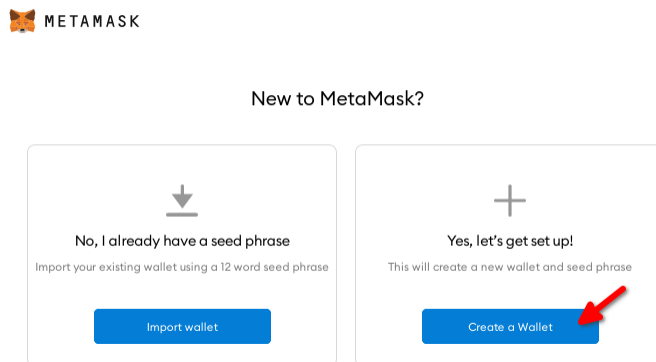 METAMASK
New to MetaMask?
No, I already have a seed phrase
Import your existing wallet using a 12 word seed phrase
Import wallet
Yes, let's get set up!
This will create a new wallet and seed phrase
Create a Wallet